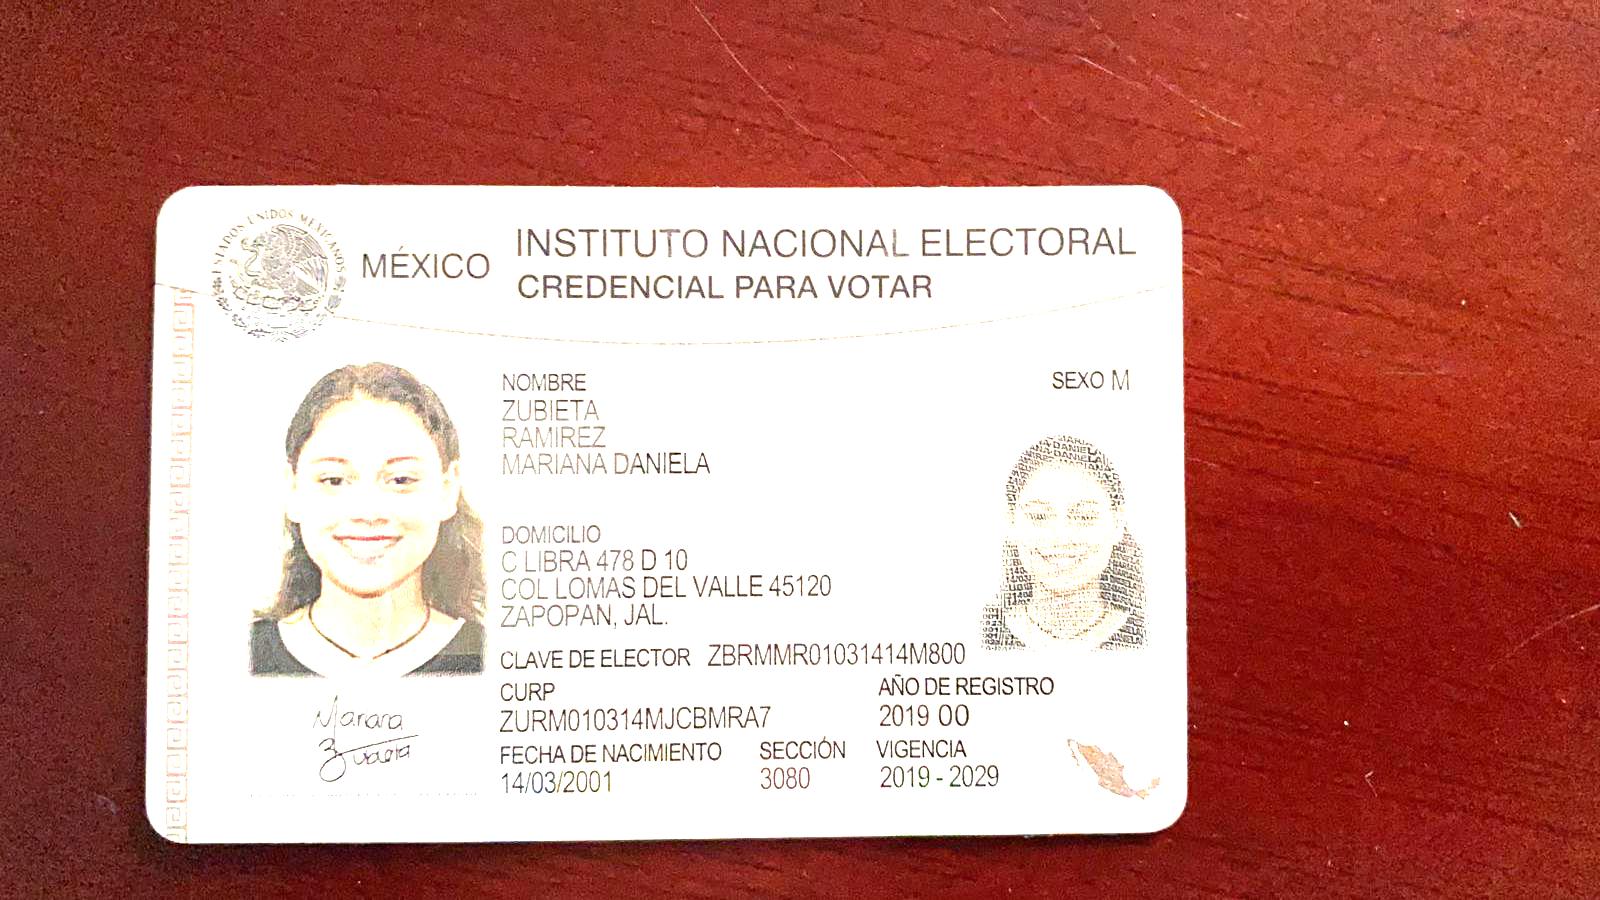 ESTADOS UNIDOS MEXICANOS
MÉXICO
INSTITUTO NACIONAL ELECTORAL
CREDENCIAL PARA VOTAR
NOMBRE
ZUBIETA
RAMIREZ
MARIANA DANIELA
SEXO M
DOMICILIO
C LIBRA 478 D 10
COL LOMAS DEL VALLE 45120
ZAPOPAN, JAL.
CLAVE DE ELECTOR ZBRMMR01031414M800
CURP
ZURM010314MJCBMRA7
AÑO DE REGISTRO
2019 00
FECHA DE NACIMIENTO
14/03/2001
SECCIÓN
3080
VIGENCIA
2019 - 2029